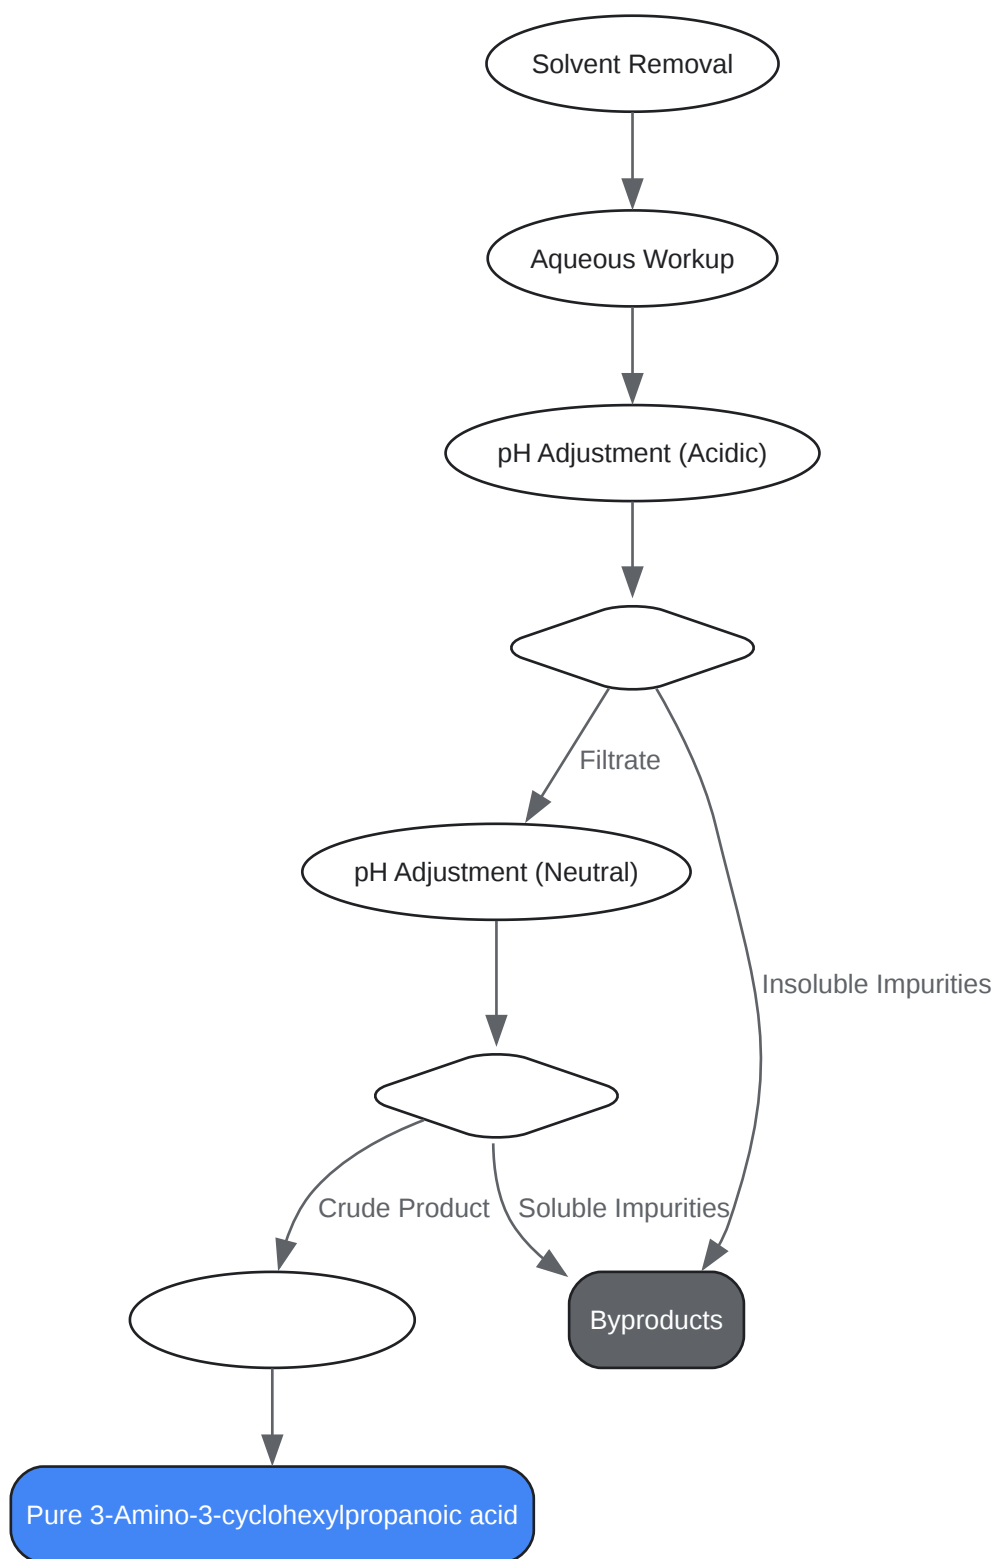 Solvent Removal
Aqueous Workup
pH Adjustment (Acidic)
Filtrate
pH Adjustment (Neutral)
Insoluble Impurities
Crude Product
Soluble Impurities
Byproducts
Pure 3-Amino-3-cyclohexylpropanoic acid